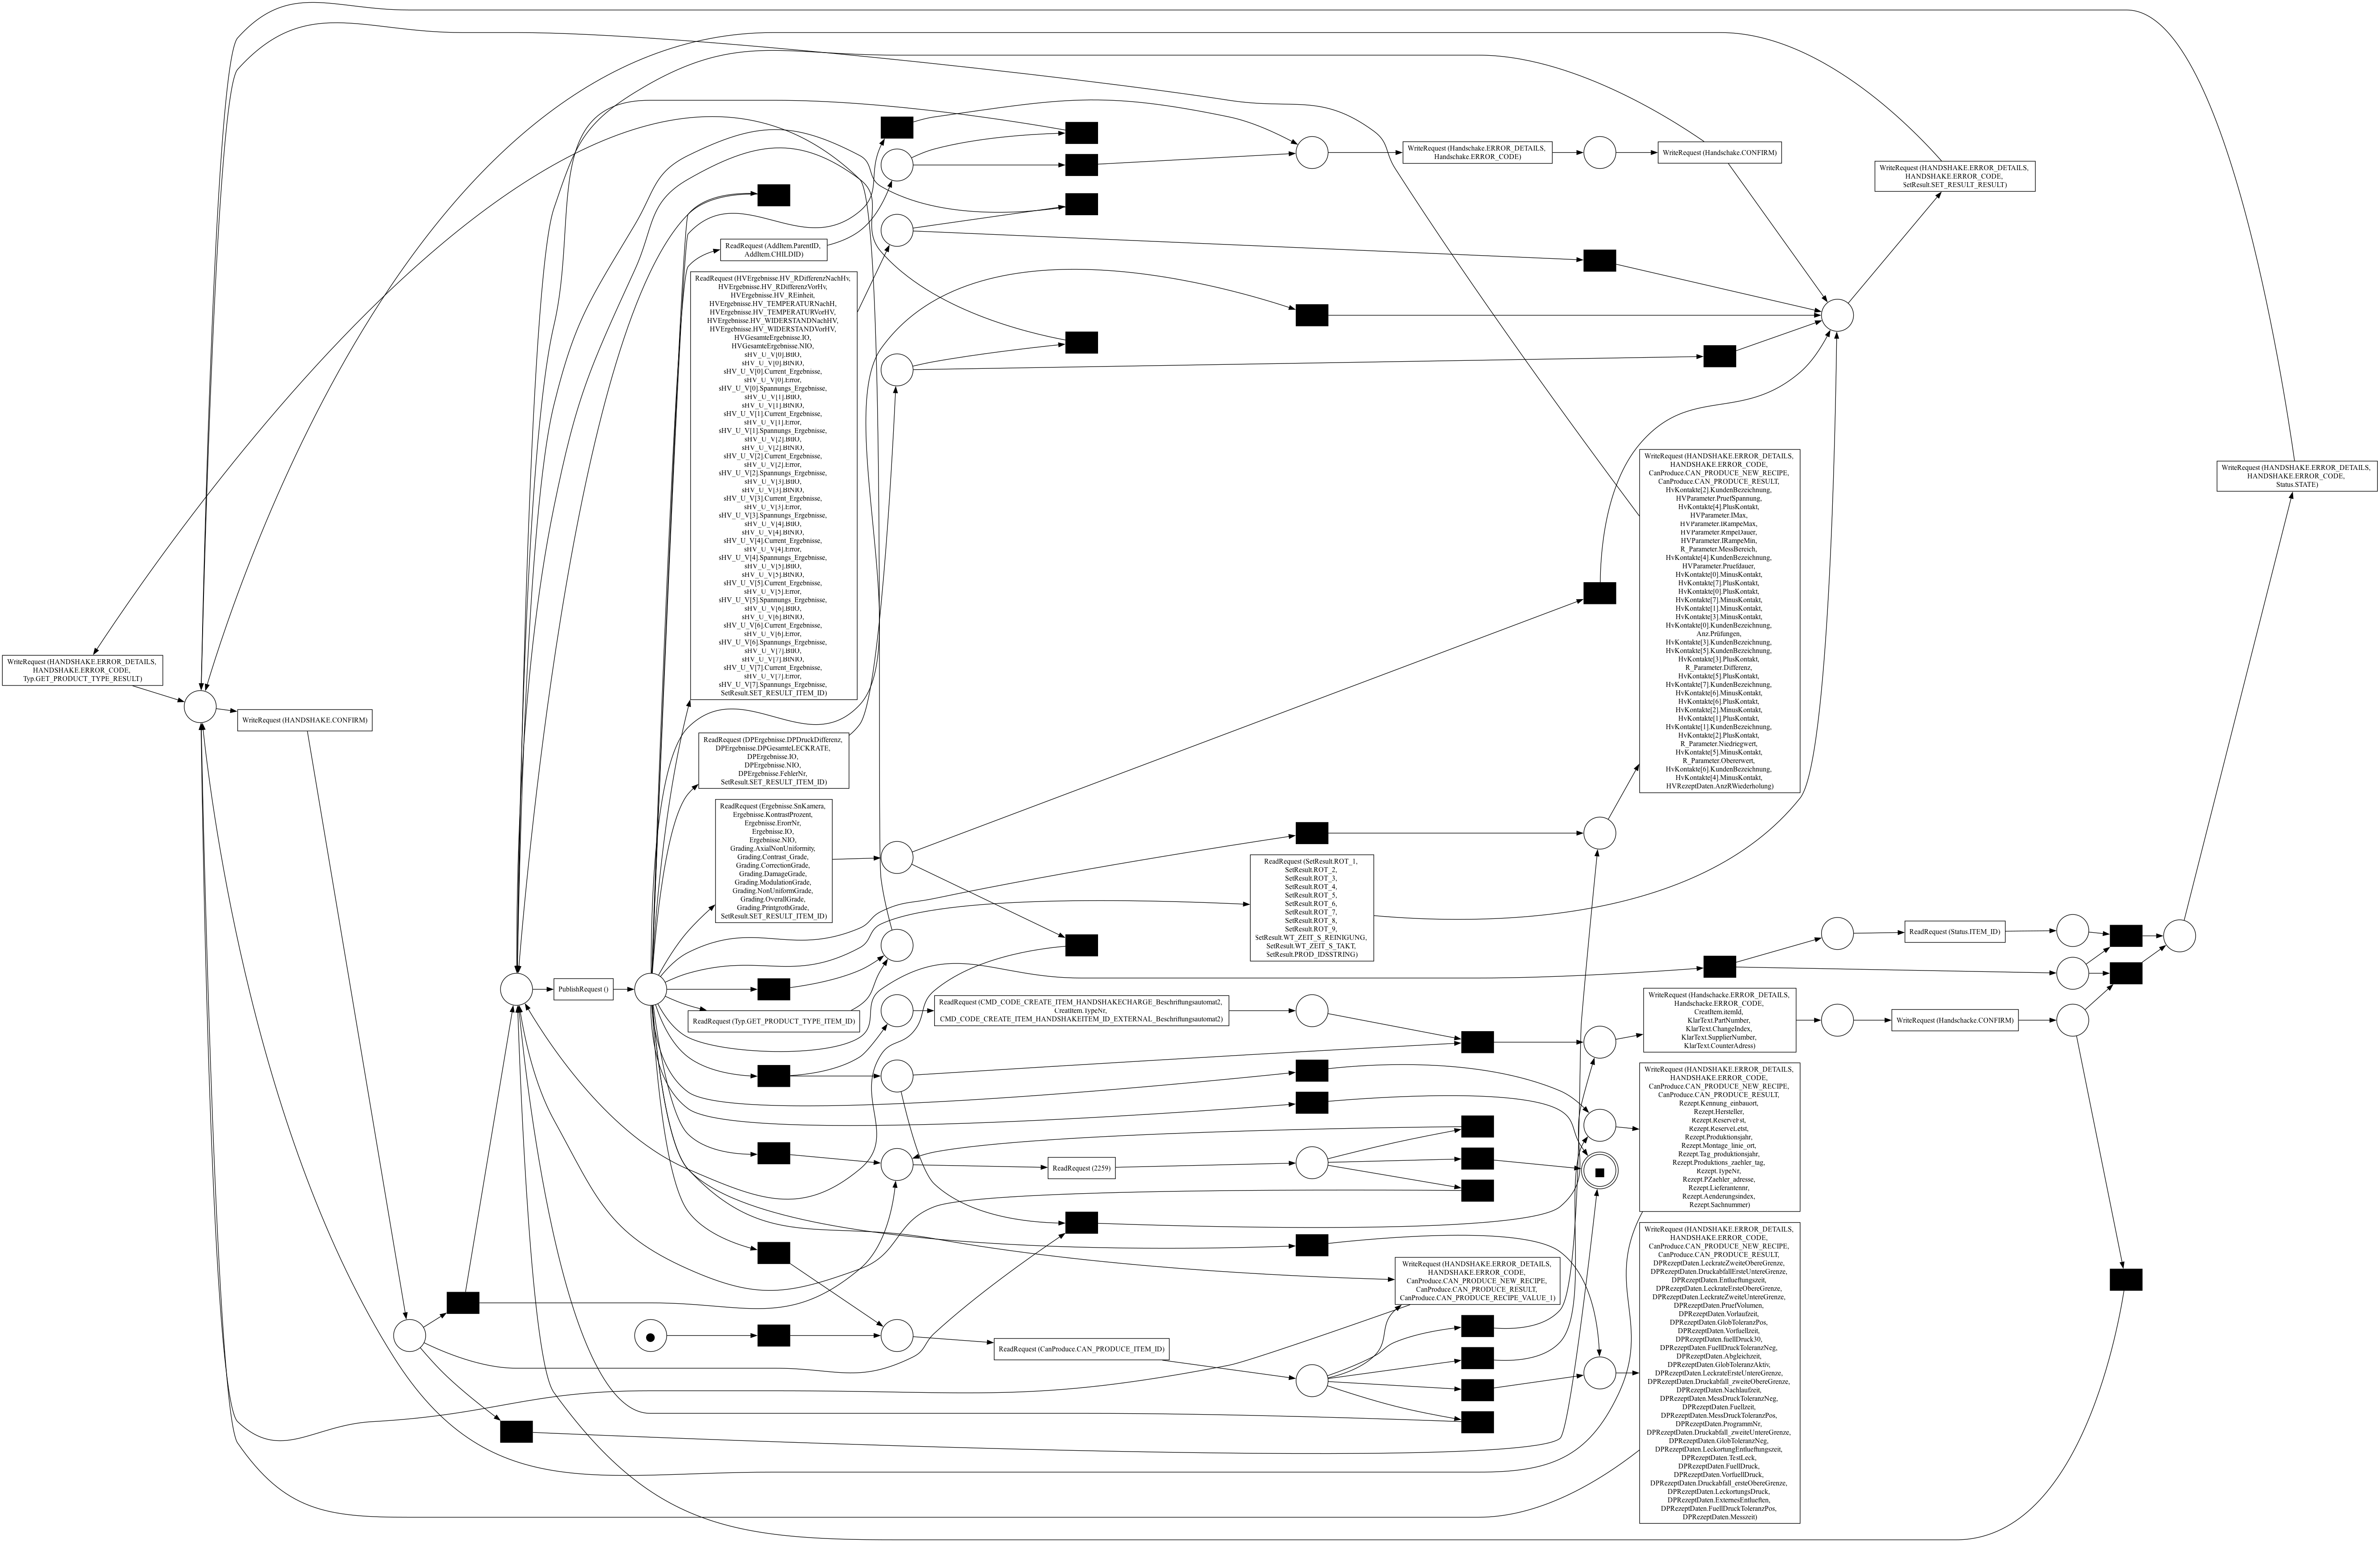 WriteRequest (Handschake.ERROR_DETAILS,
Handschake.ERROR_CODE)
WriteRequest (Handschake.CONFIRM)
WriteRequest (HANDSHAKE.ERROR_DETAILS,
HANDSHAKE.ERROR_CODE,
SetResult.SET_RESULT_RESULT)
ReadRequest (AddItem.ParentID,
AddItem.CHILDID)
ReadRequest (HVErgebnisse.HV_RDifferenzNachHv,
HVErgebnisse.HV_RDifferenzVorHv,
HVErgebnisse.HV_REinheit,
HVErgebnisse.HV_TEMPERATURNachH,
HVErgebnisse.HV_TEMPERATURVorHV,
HVErgebnisse.HV_WIDERSTANDNachHV,
HVErgebnisse.HV_WIDERSTANDVorHV,
HVGesamteErgebnisse.IO,
HVGesamteErgebnisse.NIO,
sHV_U_V[0].BtIO,
sHV_U_V[0].BtNIO,
sHV_U_V[0].Current_Ergebnisse,
sHV_U_V[0].Error,
sHV_U_V[0].Spannungs_Ergebnisse,
sHV_U_V[1].BtIO,
sHV_U_V[1].BtNIO,
sHV_U_V[1].Current_Ergebnisse,
sHV_U_V[1].Error,
sHV_U_V[1].Spannungs_Ergebnisse,
sHV_U_V[2].BtIO,
sHV_U_V[2].BtNIO,
sHV_U_V[2].Current_Ergebnisse,
sHV_U_V[2].Error,
sHV_U_V[2].Spannungs_Ergebnisse,
sHV_U_V[3].BtIO,
sHV_U_V[3].BtNIO,
sHV_U_V[3].Current_Ergebnisse,
sHV_U_V[3].Error,
sHV_U_V[3].Spannungs_Ergebnisse,
sHV_U_V[4].BtIO,
sHV_U_V[4].BtNIO,
sHV_U_V[4].Current_Ergebnisse,
sHV_U_V[4].Error,
sHV_U_V[4].Spannungs_Ergebnisse,
sHV_U_V[5].BtIO,
sHV_U_V[5].BtNIO,
sHV_U_V[5].Current_Ergebnisse,
sHV_U_V[5].Error,
sHV_U_V[5].Spannungs_Ergebnisse,
sHV_U_V[6].BtIO,
sHV_U_V[6].BtNIO,
sHV_U_V[6].Current_Ergebnisse,
sHV_U_V[6].Error,
sHV_U_V[6].Spannungs_Ergebnisse,
sHV_U_V[7].BtIO,
sHV_U_V[7].BtNIO,
sHV_U_V[7].Current_Ergebnisse,
sHV_U_V[7].Error,
sHV_U_V[7].Spannungs_Ergebnisse,
SetResult.SET_RESULT_ITEM_ID)
WriteRequest (HANDSHAKE.ERROR_DETAILS,
HANDSHAKE.ERROR_CODE,
CanProduce.CAN_PRODUCE_NEW_RECIPE,
CanProduce.CAN_PRODUCE_RESULT,
HvKontakte[2].KundenBezeichnung,
HVParameter.PruefSpannung,
HvKontakte[4].PlusKontakt,
HVParameter.IMax,
HVParameter.IRampeMax,
HVParameter.RmpeDauer,
HVParameter.IRampeMin,
R_Parameter.MessBereich,
HvKontakte[4].KundenBezeichnung,
HVParameter.Pruefdauer,
HvKontakte[0].MinusKontakt,
HvKontakte[7].PlusKontakt,
HvKontakte[0].PlusKontakt,
HvKontakte[7].MinusKontakt,
HvKontakte[1].MinusKontakt,
HvKontakte[3].MinusKontakt,
HvKontakte[0].KundenBezeichnung,
Anz.Prüfungen,
HvKontakte[3].KundenBezeichnung,
HvKontakte[5].KundenBezeichnung,
HvKontakte[3].PlusKontakt,
R_Parameter.Differenz,
HvKontakte[5].PlusKontakt,
HvKontakte[7].KundenBezeichnung,
HvKontakte[6].MinusKontakt,
HvKontakte[6].PlusKontakt,
HvKontakte[2].MinusKontakt,
HvKontakte[1].PlusKontakt,
HvKontakte[1].KundenBezeichnung,
HvKontakte[2].PlusKontakt,
R_Parameter.Niedriegwert,
HvKontakte[5].MinusKontakt,
R_Parameter.Obererwert,
HvKontakte[6].KundenBezeichnung,
HvKontakte[4].MinusKontakt,
HVRezeptDaten.AnzRWiederholung)
WriteRequest (HANDSHAKE.ERROR_DETAILS,
HANDSHAKE.ERROR_CODE,
Status.STATE)
WriteRequest (HANDSHAKE.ERROR_DETAILS,
HANDSHAKE.ERROR_CODE,
Typ.GET_PRODUCT_TYPE_RESULT)
WriteRequest (HANDSHAKE.CONFIRM)
ReadRequest (DPErgebnisse.DPDruckDifferenz,
DPErgebnisse.DPGesamteLECKRATE,
DPErgebnisse.IO,
DPErgebnisse.NIO,
DPErgebnisse.FehlerNr,
SetResult.SET_RESULT_ITEM_ID)
ReadRequest (Ergebnisse.SnKamera,
Ergebnisse.KontrastProzent,
Ergebnisse.ErorrNr,
Ergebnisse.IO,
Ergebnisse.NIO,
Grading.AxialNonUniformity,
Grading.Contrast_Grade,
Grading.CorrectionGrade,
Grading.DamageGrade,
Grading.ModulationGrade,
Grading.NonUniformGrade,
Grading.OverallGrade,
Grading.PrintgrothGrade,
SetResult.SET_RESULT_ITEM_ID)
ReadRequest (SetResult.ROT_1,
SetResult.ROT_2,
SetResult.ROT_3,
SetResult.ROT_4,
SetResult.ROT_5,
SetResult.ROT_6,
SetResult.ROT_7,
SetResult.ROT_8,
SetResult.ROT_9,
SetResult.WT_ZEIT_S_REINIGUNG,
SetResult.WT_ZEIT_S_TAKT,
SetResult.PROD_IDSSTRING)
ReadRequest (Status.ITEM_ID)
PublishRequest ()
ReadRequest (Typ.GET_PRODUCT_TYPE_ITEM_ID)
ReadRequest (CMD_CODE_CREATE_ITEM_HANDSHAKECHARGE_Beschriftungsautomat2,
CreatItem.TypeNr,
CMD_CODE_CREATE_ITEM_HANDSHAKEITEM_ID_EXTERNAL_Beschriftungsautomat2)
WriteRequest (Handschacke.ERROR_DETAILS,
Handschacke.ERROR_CODE,
CreatItem.itemId,
KlarText.PartNumber,
KlarText.ChangeIndex,
KlarText.SupplierNumber,
KlarText.CounterAdress)
WriteRequest (Handschacke.CONFIRM)
WriteRequest (HANDSHAKE.ERROR_DETAILS,
HANDSHAKE.ERROR_CODE,
CanProduce.CAN_PRODUCE_NEW_RECIPE,
CanProduce.CAN_PRODUCE_RESULT,
Rezept.Kennung_einbauort,
Rezept.Hersteller,
Rezept.ReserveFst,
Rezept.ReserveLetst,
Rezept.Produktionsjahr,
Rezept.Montage_linie_ort,
Rezept.Tag_produktionsjahr,
Rezept.Produktions_zaehler_tag,
Rezept.TypeNr,
Rezept.PZaehler_adresse,
Rezept.Lieferantennr,
Rezept.Aenderungsindex,
Rezept.Sachnummer)
ReadRequest (2259)
WriteRequest (HANDSHAKE.ERROR_DETAILS,
HANDSHAKE.ERROR_CODE,
CanProduce.CAN_PRODUCE_NEW_RECIPE,
CanProduce.CAN_PRODUCE_RESULT,
CanProduce.CAN_PRODUCE_RECIPE_VALUE_1)
ReadRequest (CanProduce.CAN_PRODUCE_ITEM_ID)
WriteRequest (HANDSHAKE.ERROR_DETAILS,
HANDSHAKE.ERROR_CODE,
CanProduce.CAN_PRODUCE_NEW_RECIPE,
CanProduce.CAN_PRODUCE_RESULT,
DPRezeptDaten.LeckrateZweiteObereGrenze,
DPRezeptDaten.DruckabfallErsteUntereGrenze,
DPRezeptDaten.Entlueftungszeit,
DPRezeptDaten.LeckrateErsteObereGrenze,
DPRezeptDaten.LeckrateZweiteUntereGrenze,
DPRezeptDaten.PruefVolumen,
DPRezeptDaten.Vorlaufzeit,
DPRezeptDaten.GlobToleranzPos,
DPRezeptDaten.Vorfuellzeit,
DPRezeptDaten.fuellDruck30,
DPRezeptDaten.FuellDruckToleranzNeg,
DPRezeptDaten.Abgleichzeit,
DPRezeptDaten.GlobToleranzAktiv,
DPRezeptDaten.LeckrateErsteUntereGrenze,
DPRezeptDaten.Druckabfall_zweiteObereGrenze,
DPRezeptDaten.Nachlaufzeit,
DPRezeptDaten.MessDruckToleranzNeg,
DPRezeptDaten.Fuellzeit,
DPRezeptDaten.MessDruckToleranzPos,
DPRezeptDaten.ProgrammNr,
DPRezeptDaten.Druckabfall_zweiteUntereGrenze,
DPRezeptDaten.GlobToleranzNeg,
DPRezeptDaten.LeckortungEntlueftungszeit,
DPRezeptDaten.TestLeck,
DPRezeptDaten.FuellDruck,
DPRezeptDaten.VorfuellDruck,
DPRezeptDaten.Druckabfall_ersteObereGrenze,
DPRezeptDaten.LeckortungsDruck,
DPRezeptDaten.ExternesEntlueften,
DPRezeptDaten.FuellDruckToleranzPos,
DPRezeptDaten.Messzeit)